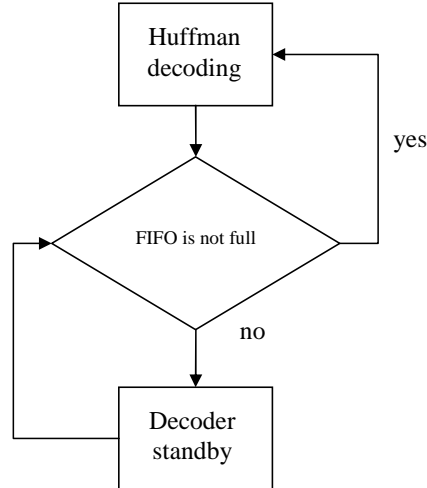 Huffman
decoding
yes
FIFO is not full
no
Decoder
standby